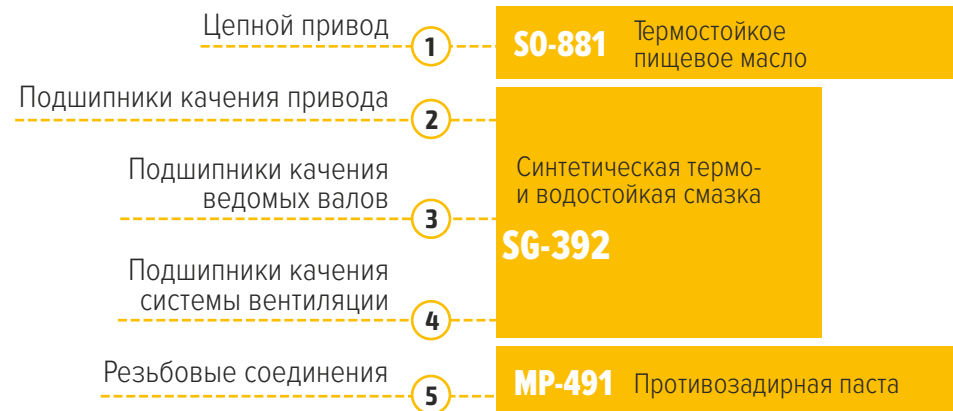 Цепной привод
1
SO-881
Термостойкое
пищевое масло
Подшипники качения привода
2
Подшипники качения
ведомых валов
3
Синтетическая термо-
и водостойкая смазка
SG-392
Подшипники качения
системы вентиляции
4
Резьбовые соединения
5
MP-491
Противозадирная паста